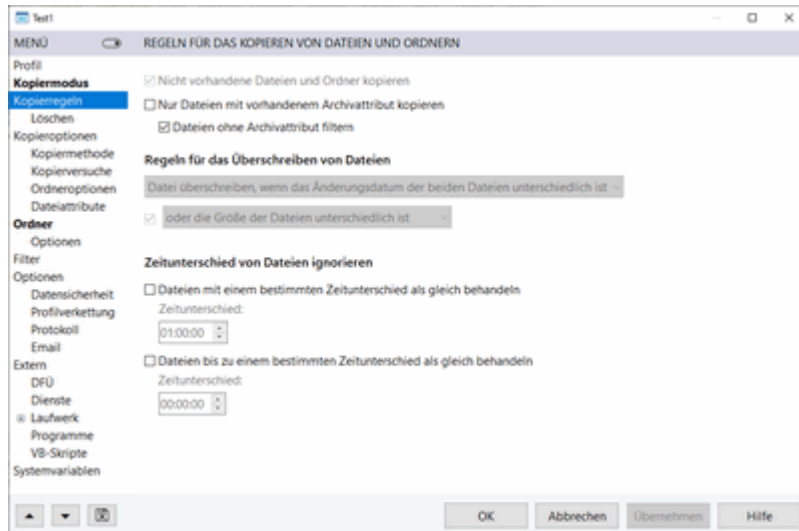 Test1
MENÜ
REGELN FÜR DAS KOPIEREN VON DATEIEN UND ORDNERN
Profil
Kopiermodus
Kopierregeln
Löschen
Kopieroptionen
Kopiermethode
Kopierversuche
Ordneroptionen
Dateiattribute
Ordner
Optionen
Filter
Optionen
Datensicherheit
Profilverkettung
Protokoll
Email
Extern
DFÜ
Dienste
Laufwerk
Programme
VB-Skripte
Systemvariablen
Nicht vorhandene Dateien und Ordner kopieren
Nur Dateien mit vorhandenem Archivattribut kopieren
Dateien ohne Archivattribut filtern
Regeln für das Überschreiben von Dateien
Datei überschreiben, wenn das Änderungsdatum der beiden Dateien unterschiedlich ist
oder die Größe der Dateien unterschiedlich ist
Zeitunterschied von Dateien ignorieren
Dateien mit einem bestimmten Zeitunterschied als gleich behandeln
Zeitunterschied:
01:00:00
Dateien bis zu einem bestimmten Zeitunterschied als gleich behandeln
Zeitunterschied:
00:00:00
OK
Abbrechen
Übernehmen
Hilfe